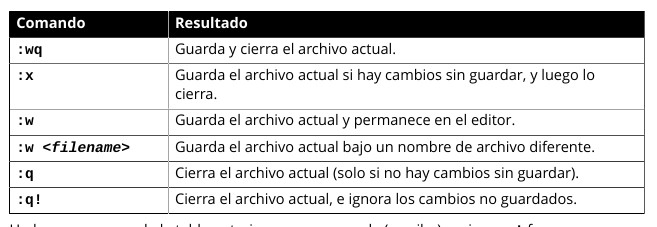 Comando Resultado
:wq Guarda y cierra el archivo actual.
:x Guarda el archivo actual si hay cambios sin guardar, y luego lo
cierra.
:w Guarda el archivo actual y permanece en el editor.
:w <filename> Guarda el archivo actual bajo un nombre de archivo diferente.
:q Cierra el archivo actual (solo si no hay cambios sin guardar).
:q! Cierra el archivo actual, e ignora los cambios no guardados.